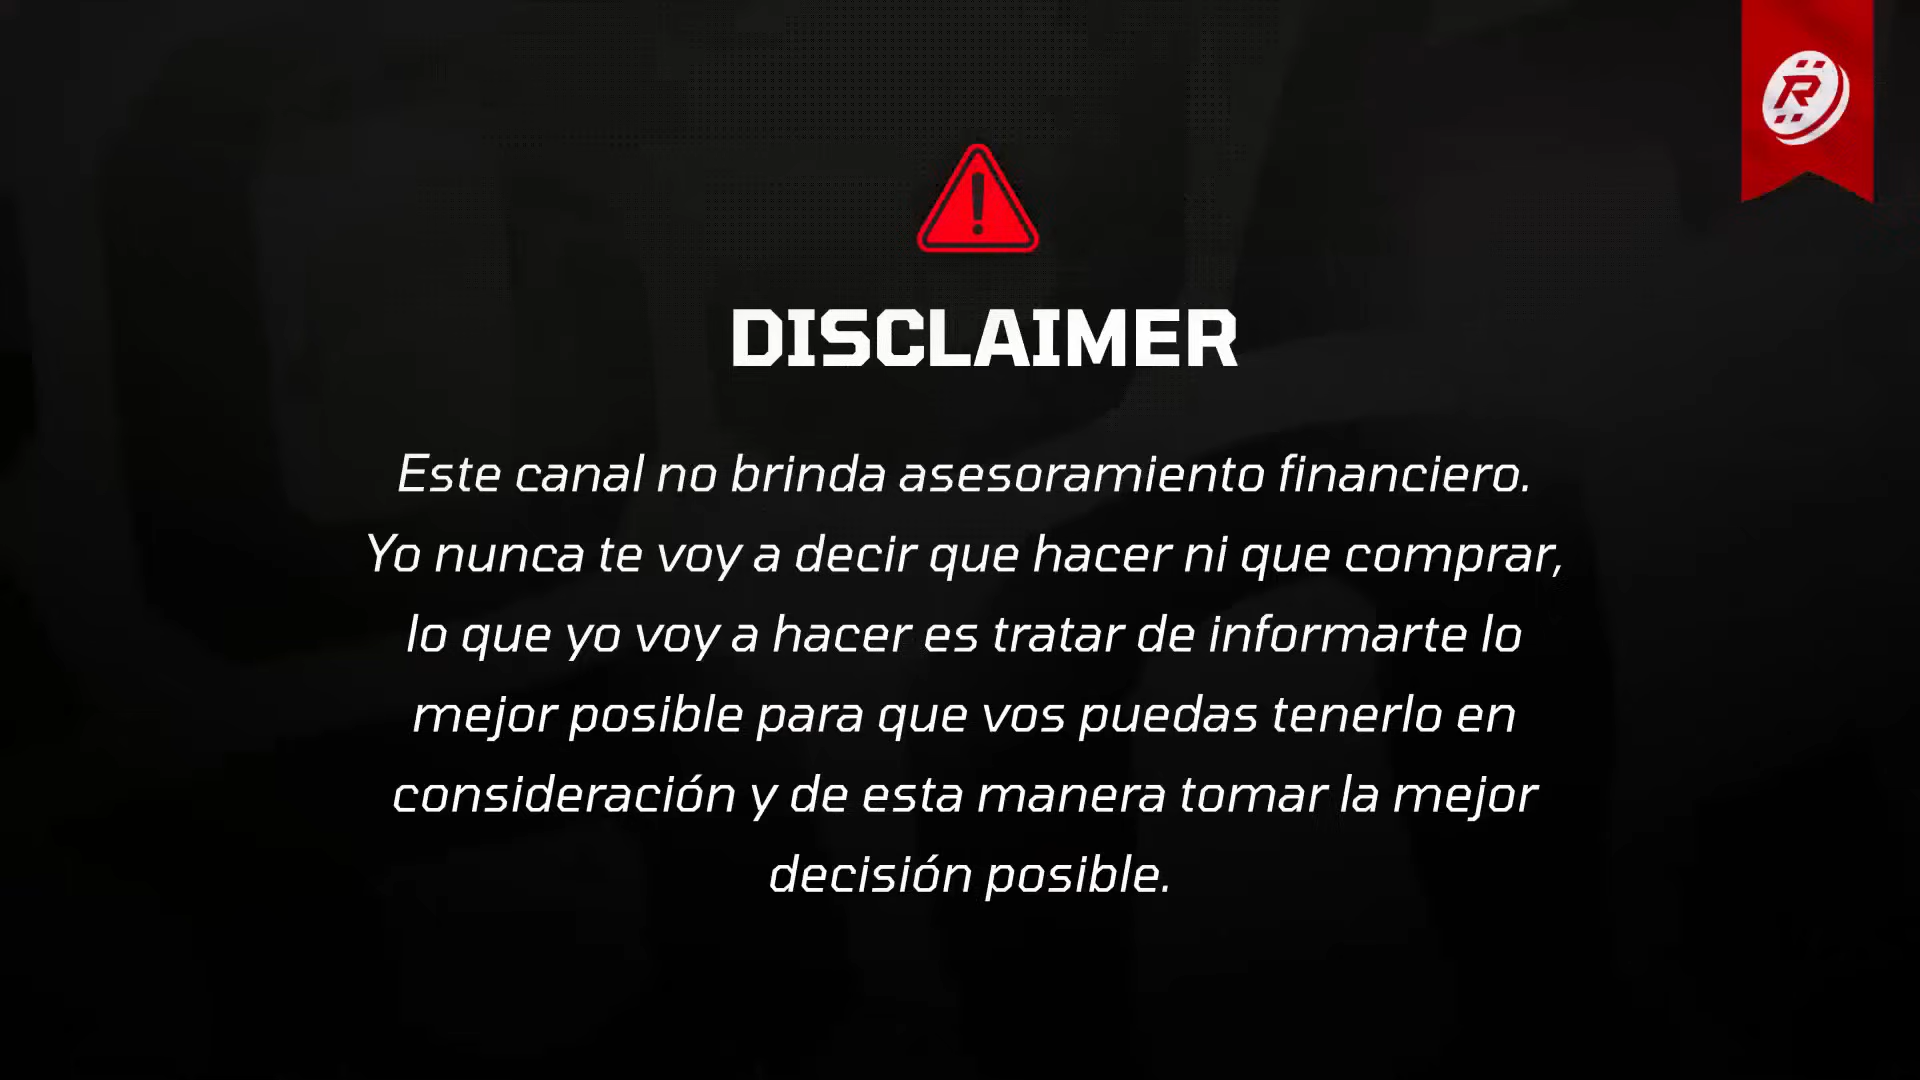 DISCLAIMER
Este canal no brinda asesoramiento financiero.
Yo nunca te voy a decir que hacer ni que comprar,
lo que yo voy a hacer es tratar de informarte lo
mejor posible para que vos puedas tenerlo en
consideración y de esta manera tomar la mejor
decisión posible.